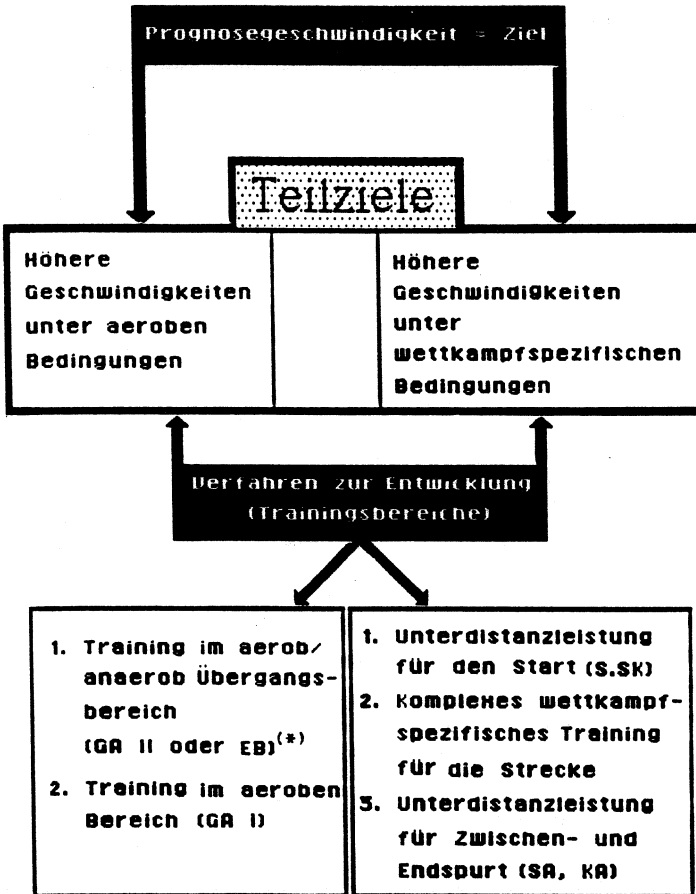 Prognosegeschwindigkeit = Ziel
Teilziele
Höhere
Geschwindigkeiten
unter aeroben
Bedingungen
Höhere
Geschwindigkeiten
unter
wettkampfspezifischen
Bedingungen
Verfahren zur Entwicklung
(Trainingsbereiche)
1. Training im aerob/
anaerob Übergangs-
bereich
(GA II oder EB)(*)
2. Training im aeroben
Bereich (GA I)
1. Unterdistanzleistung
für den Start (S.SK)
2. Komplexes wettkampf-
spezifisches Training
für die Strecke
3. Unterdistanzleistung
für Zwischen- und
Endspurt (SA, KA)